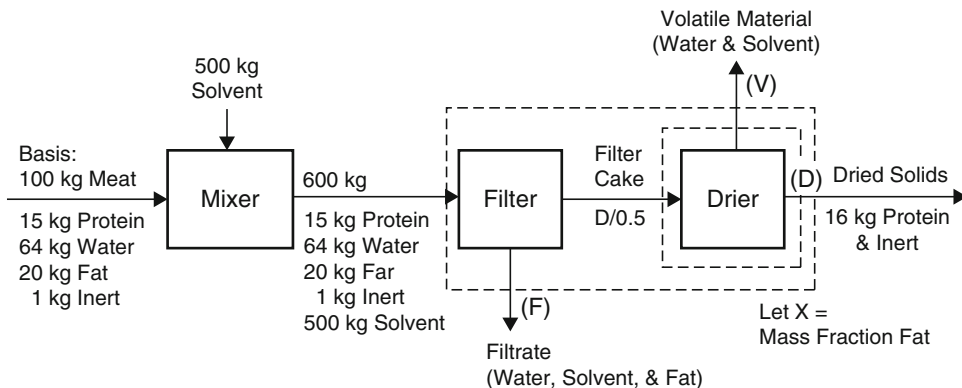 Volatile Material
(Water & Solvent)
500 kg
Solvent
(V)
Basis:
100 kg Meat
Mixer
600 kg
Filter
Filter
Cake
D/0.5
Drier
(D)
Dried Solids
16 kg Protein
& Inert
15 kg Protein
64 kg Water
20 kg Fat
1 kg Inert
15 kg Protein
64 kg Water
20 kg Far
1 kg Inert
500 kg Solvent
(F)
Let X =
Mass Fraction Fat
Filtrate
(Water, Solvent, & Fat)